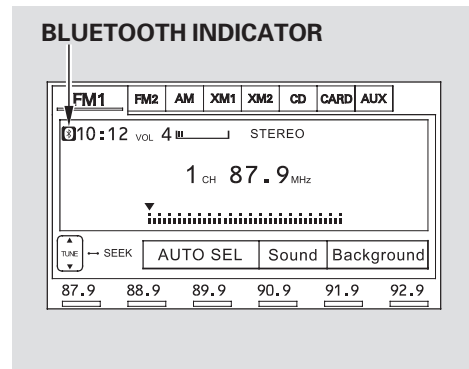 BLUETOOTH INDICATOR
FM1 FM2 AM XM1 XM2 CD CARD AUX
10:12 VOL 4 STEREO
1 CH 87.9 MHz
TUNE SEEK AUTO SEL Sound Background
87.9 88.9 89.9 90.9 91.9 92.9